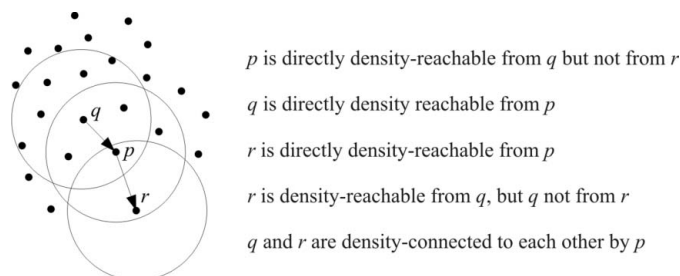 p is directly density-reachable from q but not from r
q
q is directly density reachable from p
p
r is directly density-reachable from p
r
r is density-reachable from q, but q not from r
q and r are density-connected to each other by p